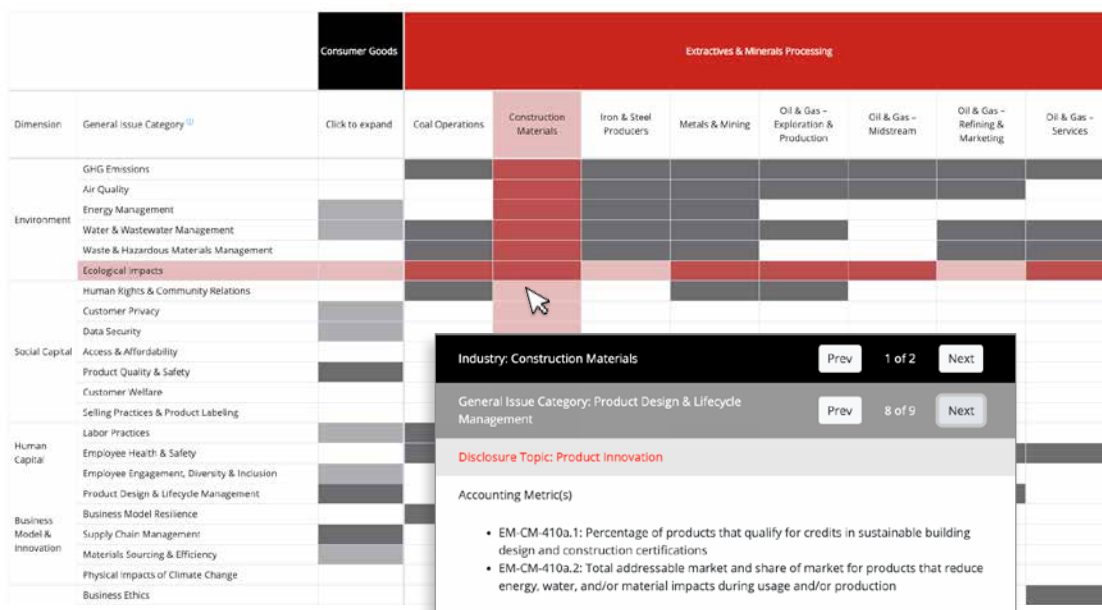 Consumer Goods
Extractives & Minerals Processing
Dimension
General Issue Category
Click to expand
Coal Operations
Construction
Materials
Iron & Steel
Producers
Metals & Mining
Oil & Gas –
Exploration &
Production
Oil & Gas –
Midstream
Oil & Gas –
Refining &
Marketing
Oil & Gas –
Services
Environment
GHG Emissions
Air Quality
Energy Management
Water & Wastewater Management
Waste & Hazardous Materials Management
Ecological Impacts
Social Capital
Human Rights & Community Relations
Customer Privacy
Data Security
Access & Affordability
Product Quality & Safety
Customer Welfare
Selling Practices & Product Labeling
Human
Capital
Labor Practices
Employee Health & Safety
Employee Engagement, Diversity & Inclusion
Business
Model &
Innovation
Product Design & Lifecycle Management
Business Model Resilience
Supply Chain Management
Materials Sourcing & Efficiency
Physical Impacts of Climate Change
Business Ethics
Industry: Construction Materials
Prev
1 of 2
Next
General Issue Category: Product Design & Lifecycle
Management
Prev
8 of 9
Next
Disclosure Topic: Product Innovation
Accounting Metric(s)
• EM-CM-410a.1: Percentage of products that qualify for credits in sustainable building
design and construction certifications
• EM-CM-410a.2: Total addressable market and share of market for products that reduce
energy, water, and/or material impacts during usage and/or production